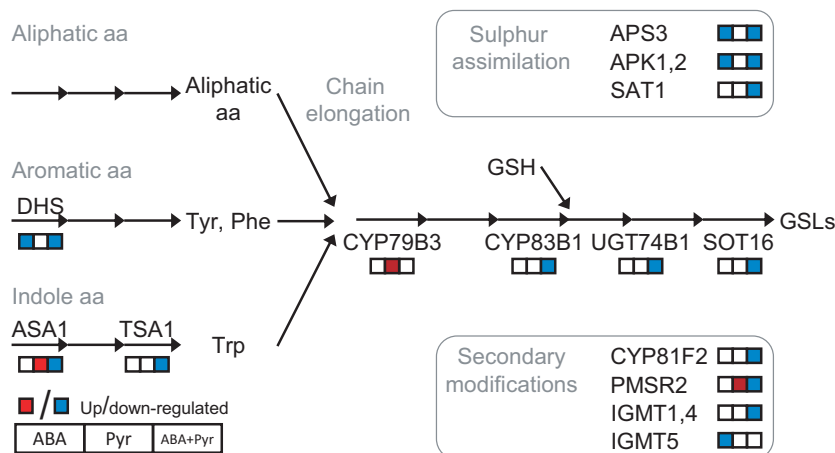 Aliphatic aa
Aliphatic
aa
Chain
elongation
Sulphur
assimilation
APS3
APK1,2
SAT1
Aromatic aa
DHS
Tyr, Phe
GSH
GSLs
CYP79B3
CYP83B1
UGT74B1
SOT16
Indole aa
ASA1
TSA1
Trp
Secondary
modifications
CYP81F2
PMSR2
IGMT1,4
IGMT5
/ Up/down-regulated
ABA
Pyr
ABA+Pyr